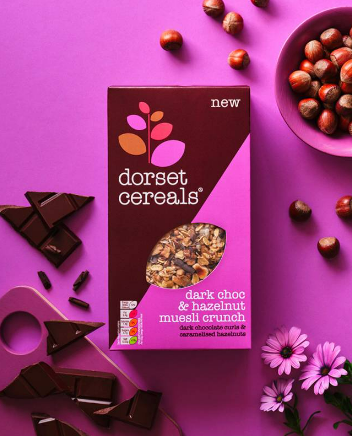 new
dorset
cereals®
dark choc
& hazelnut
muesli crunch
dark chocolate curls &
caramelised hazelnuts